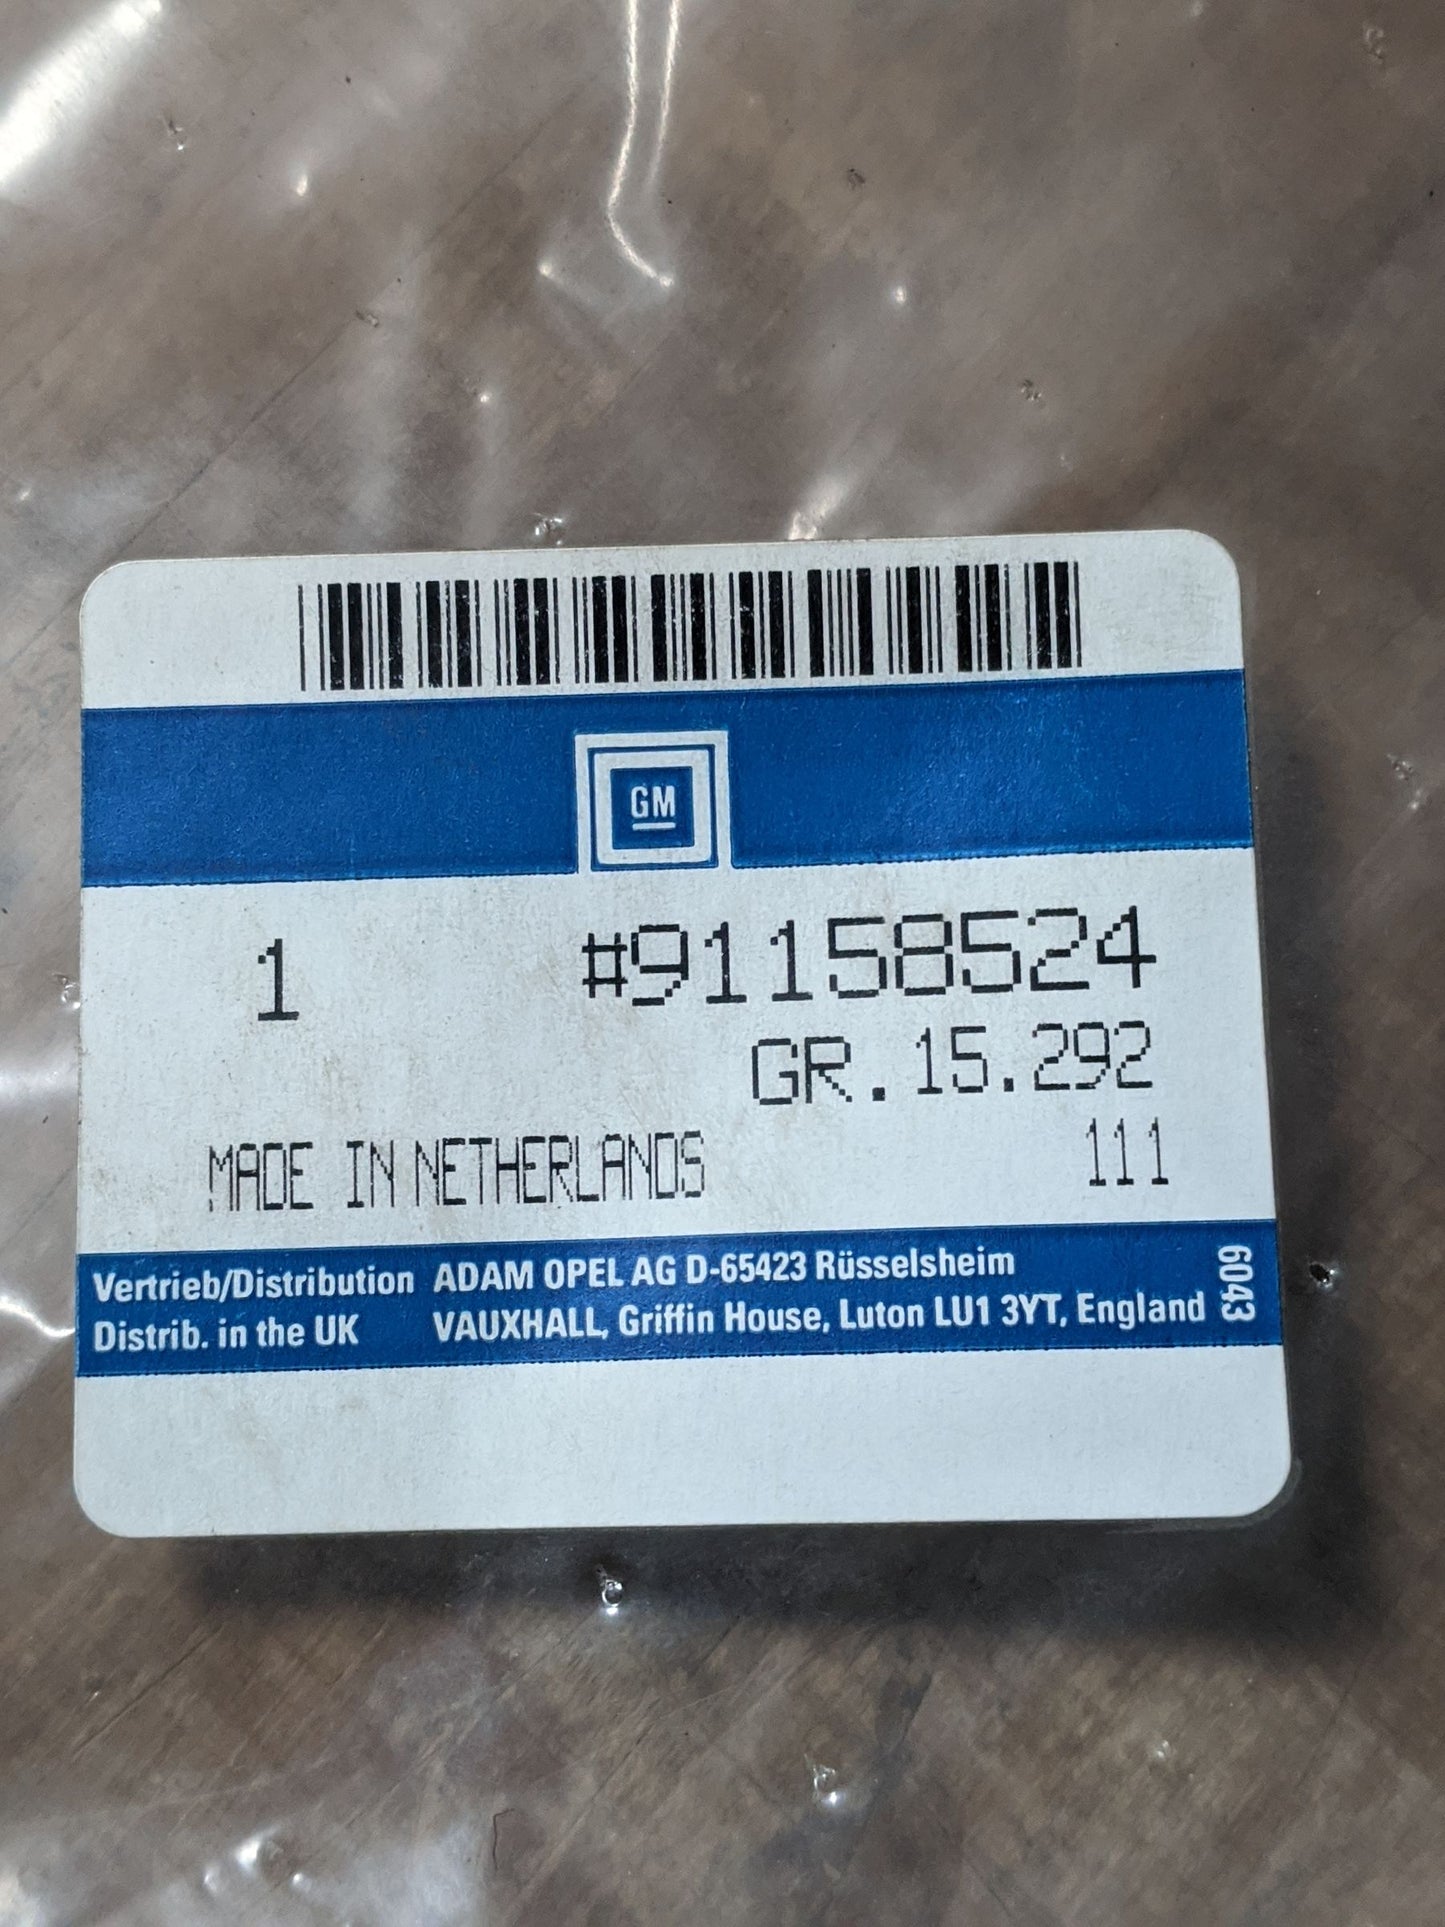 GM
1 #91158524
GR.15.292
MADE IN NETHERLANDS 111
Vertrieb/Distribution ADAM OPEL AG D-65423 Rüsselsheim
Distrib. in the UK VAUXHALL, Griffin House, Luton LU1 3YT, England
6043